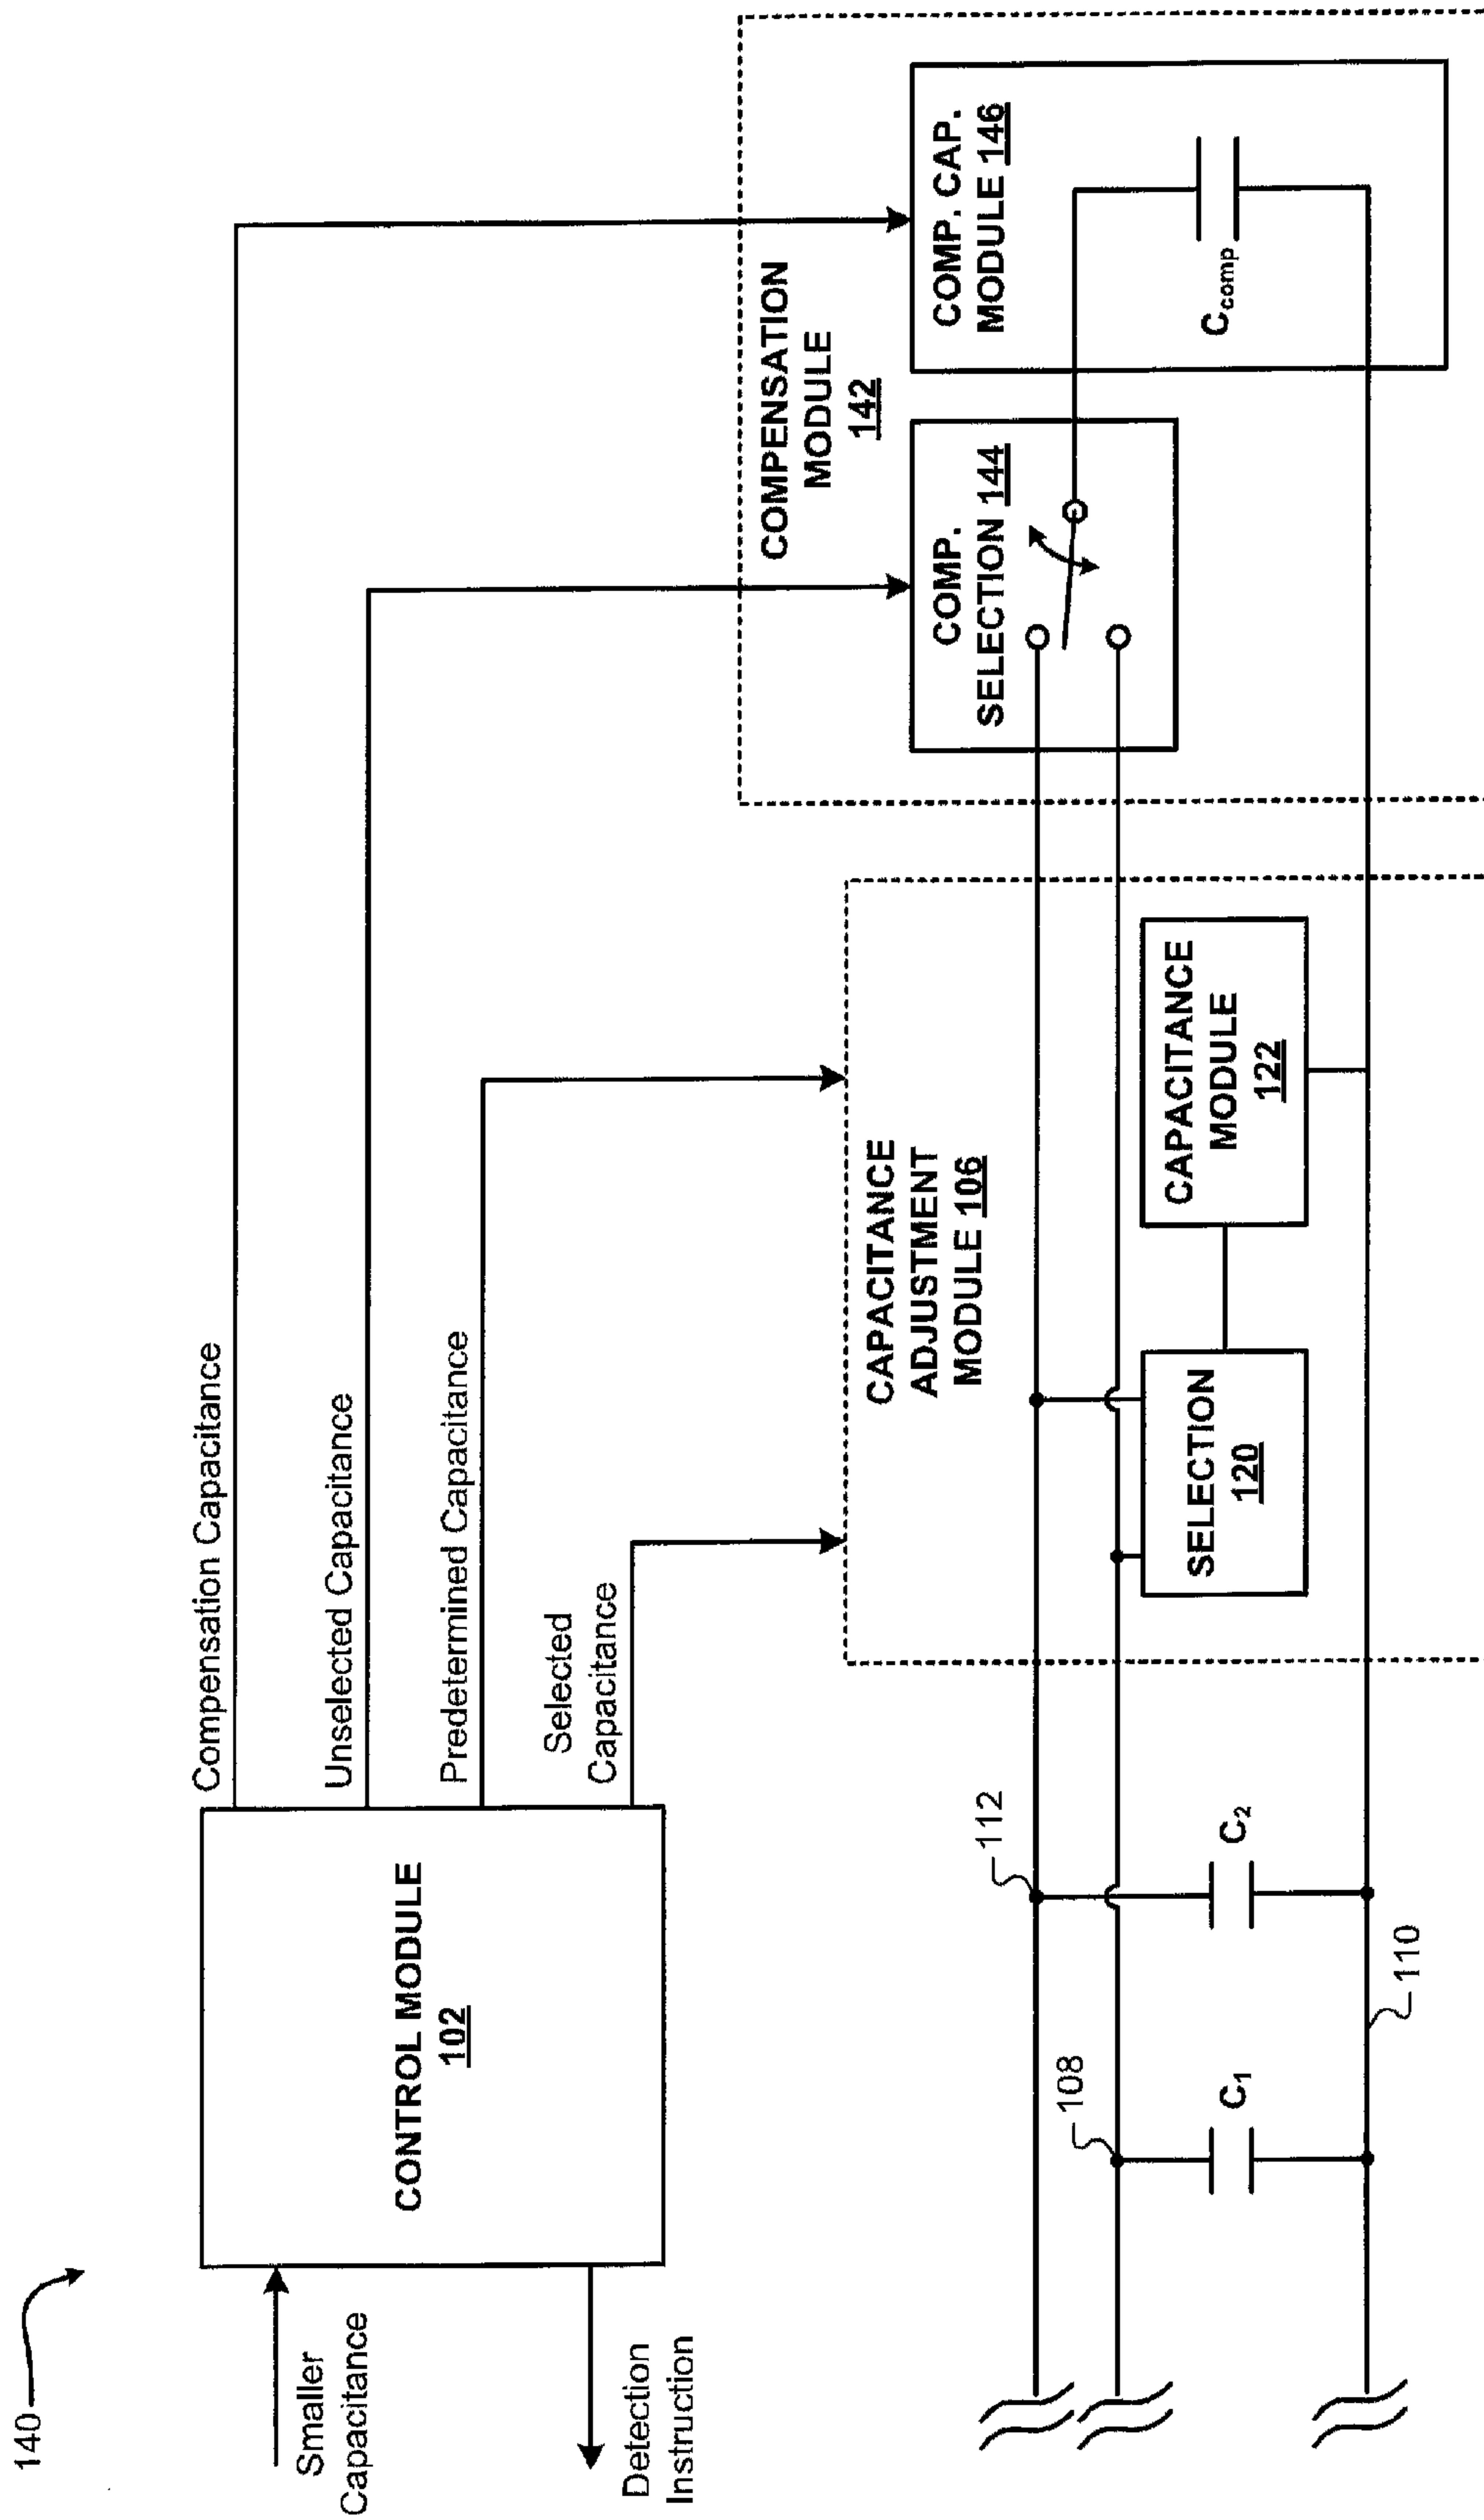 140
Smaller
Capacitance
Detection
Instruction
CONTROL MODULE
102
Compensation Capacitance
Unselected Capacitance
Predetermined Capacitance
Selected
Capacitance
COMPENSATION
MODULE
142
COMP.
SELECTION 144
COMP. CAP.
MODULE 146
Ccomp
CAPACITANCE
ADJUSTMENT
MODULE 106
SELECTION
120
CAPACITANCE
MODULE
122
112
108
C1
C2
110